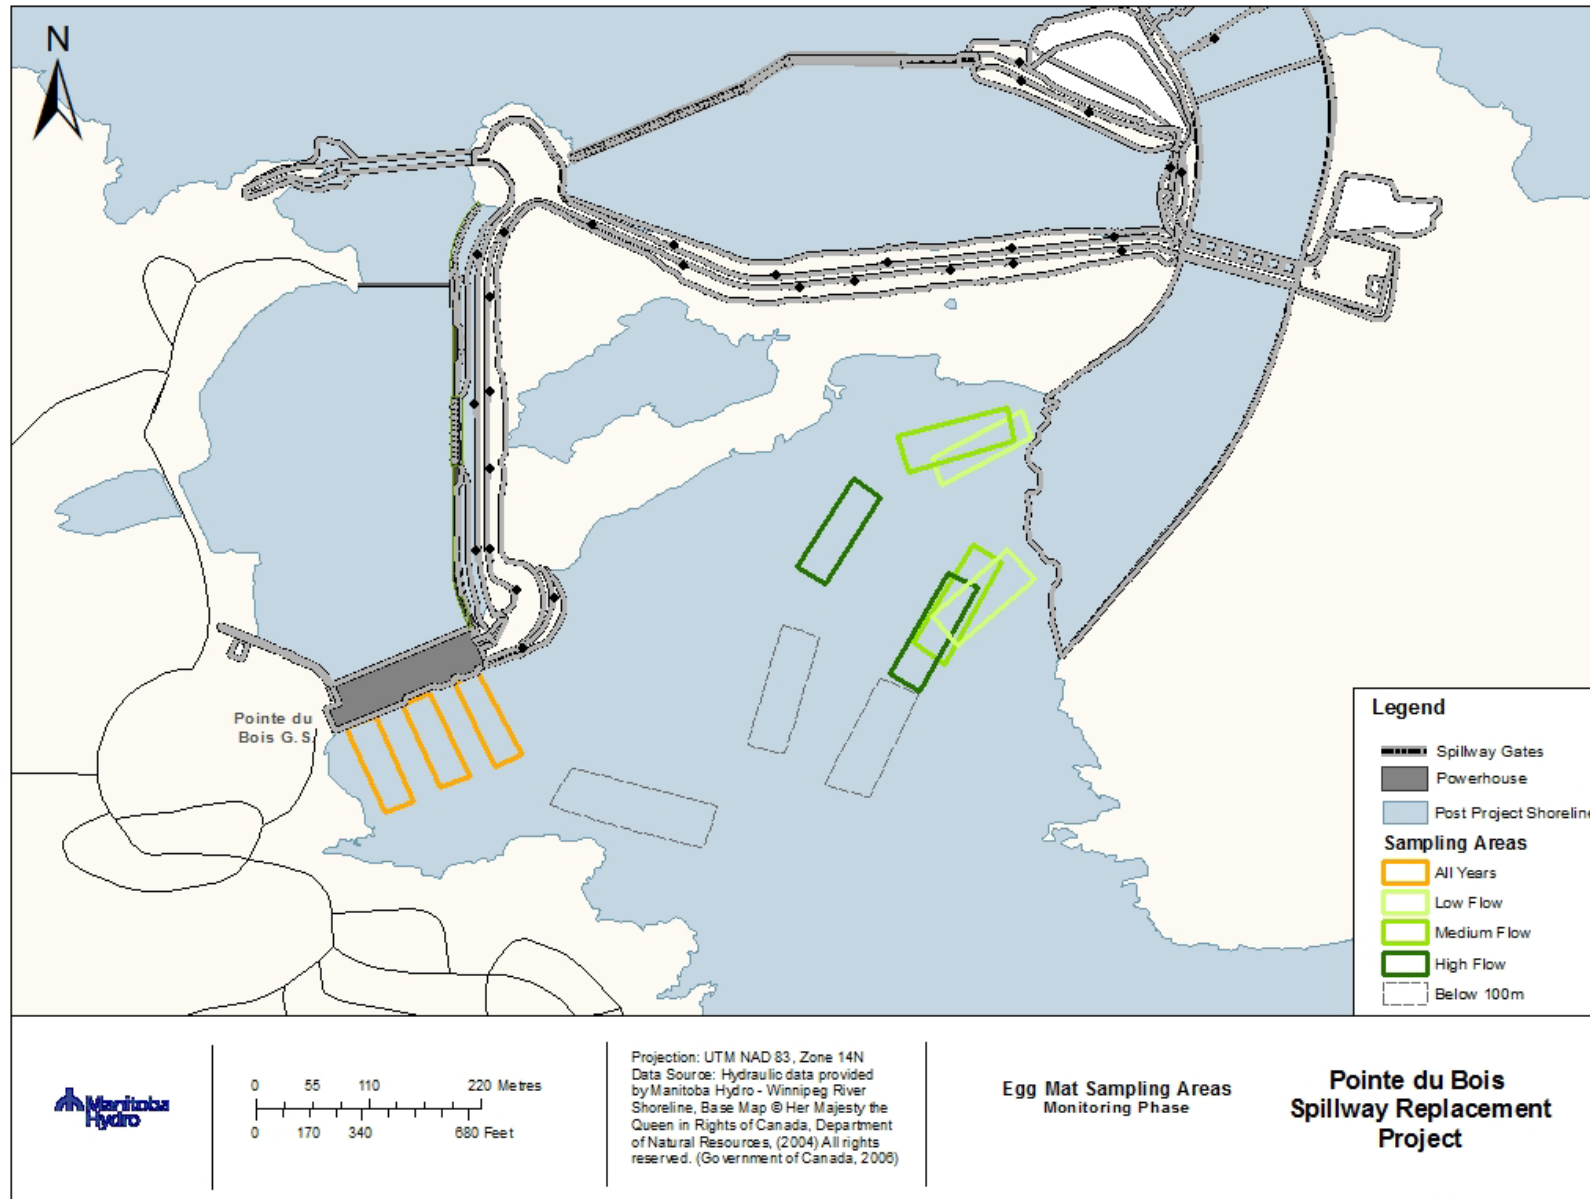 N
Pointe du
Bois G.S
Legend
Spillway Gates
Powerhouse
Post Project Shoreline
Sampling Areas
All Years
Low Flow
Medium Flow
High Flow
Below 100m
Manitoba
Hydro
0 55 110 220 Metres
0 170 340 680 Feet
Projection: UTM NAD 83, Zone 14N
Data Source: Hydraulic data provided
by Manitoba Hydro - Winnipeg River
Shoreline, Base Map © Her Majesty the
Queen in Rights of Canada, Department
of Natural Resources, (2004) All rights
reserved. (Government of Canada, 2006)
Egg Mat Sampling Areas
Monitoring Phase
Pointe du Bois
Spillway Replacement
Project